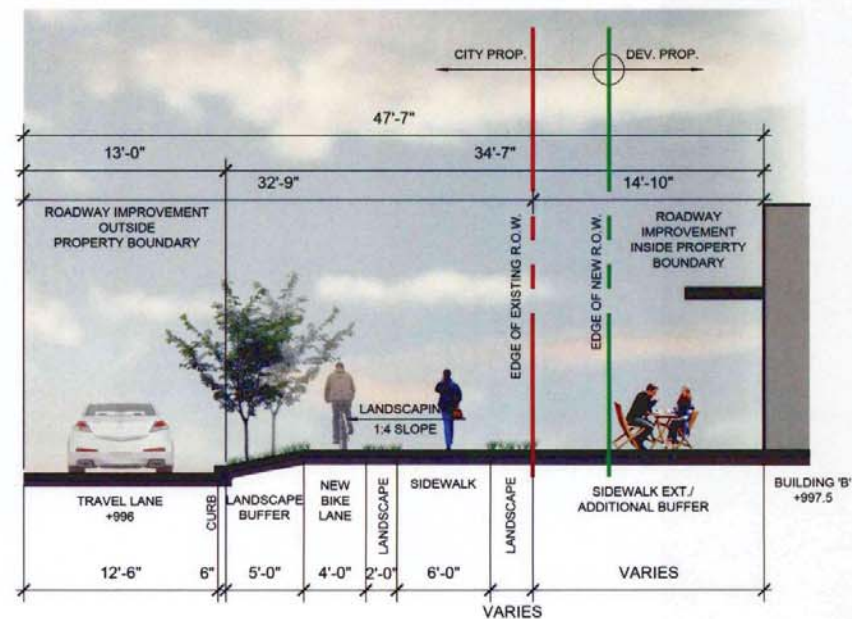 CITY PROP.
DEV. PROP.
47'-7"
13'-0"
34'-7"
32'-9"
14'-10"
ROADWAY IMPROVEMENT
OUTSIDE
PROPERTY BOUNDARY
EDGE OF EXISTING R.O.W.
EDGE OF NEW R.O.W.
ROADWAY
IMPROVEMENT
INSIDE PROPERTY
BOUNDARY
LANDSCAPIN
1:4 SLOPE
TRAVEL LANE
+996
CURB
LANDSCAPE
BUFFER
NEW
BIKE
LANE
LANDSCAPE
SIDEWALK
LANDSCAPE
SIDEWALK EXT./
ADDITIONAL BUFFER
BUILDING 'B'
+997.5
12'-6"
6"
5'-0"
4'-0"
2'-0"
6'-0"
VARIES
VARIES